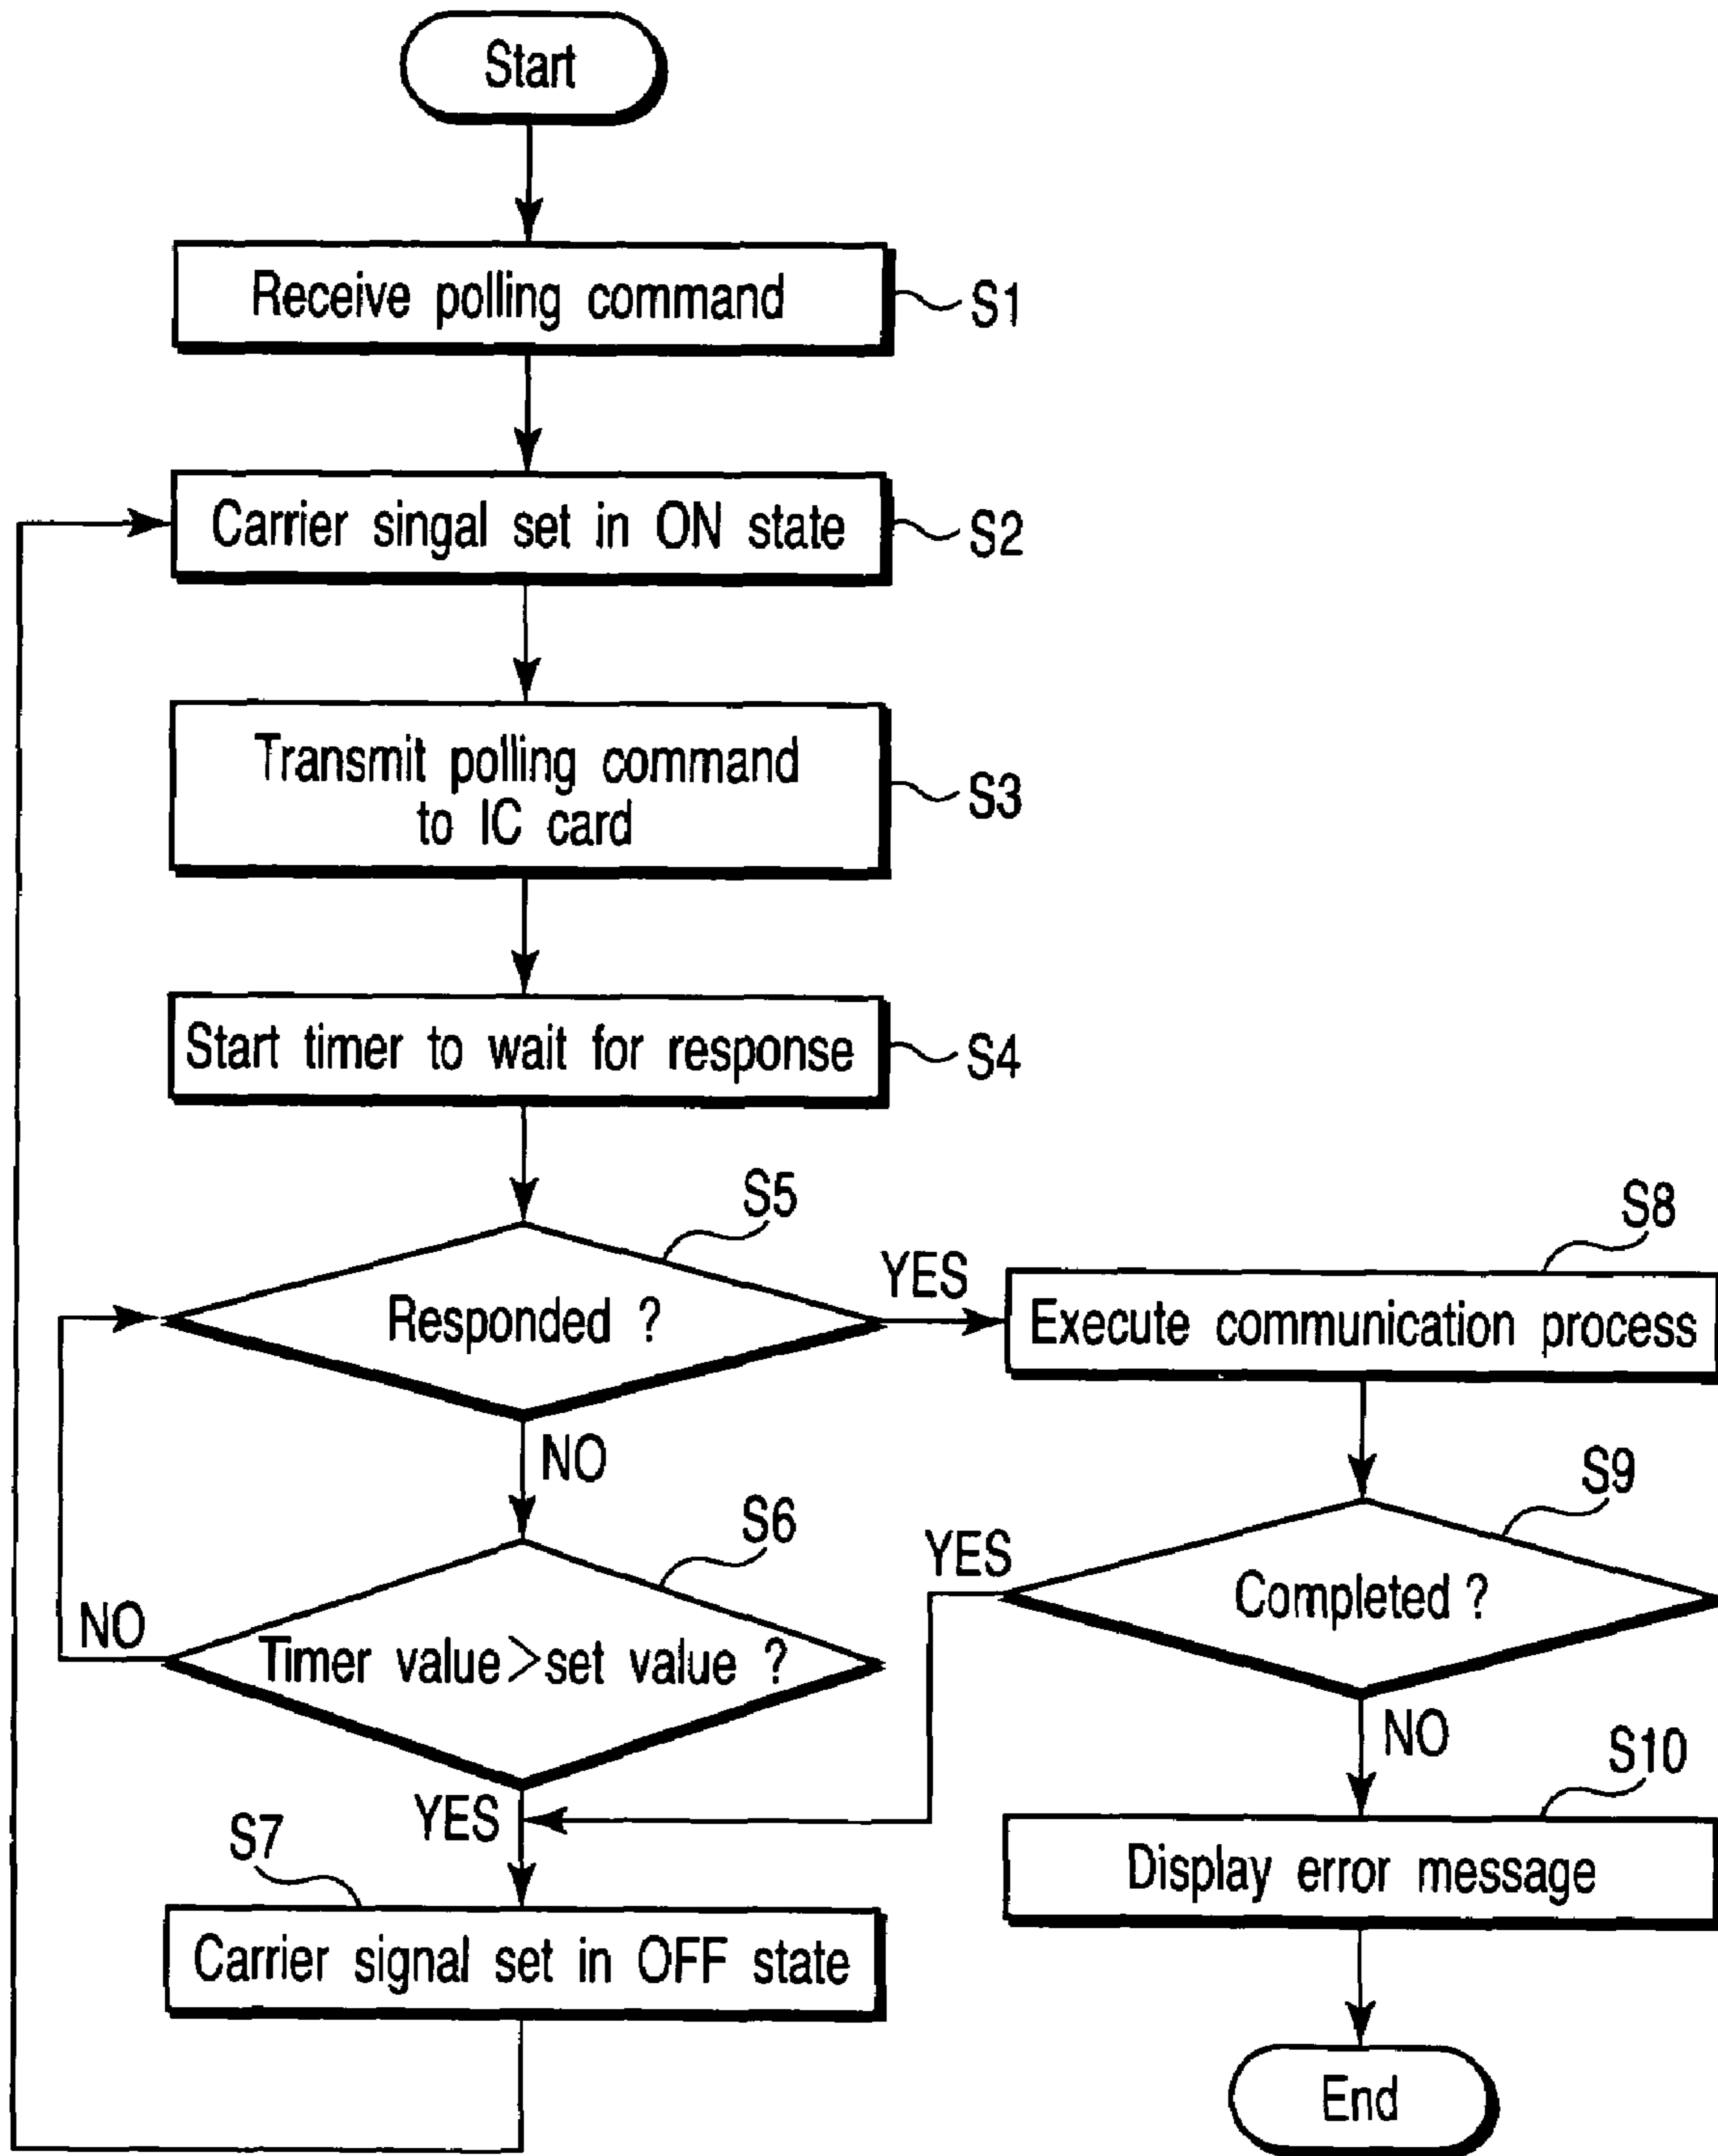 Start
Receive polling command
S1
Carrier singal set in ON state
S2
Transmit polling command
to IC card
S3
Start timer to wait for response
S4
S5
Responded ?
YES
NO
S8
Execute communication process
S6
Timer value>set value ?
NO
YES
S9
Completed ?
YES
NO
S7
Carrier signal set in OFF state
S10
Display error message
End